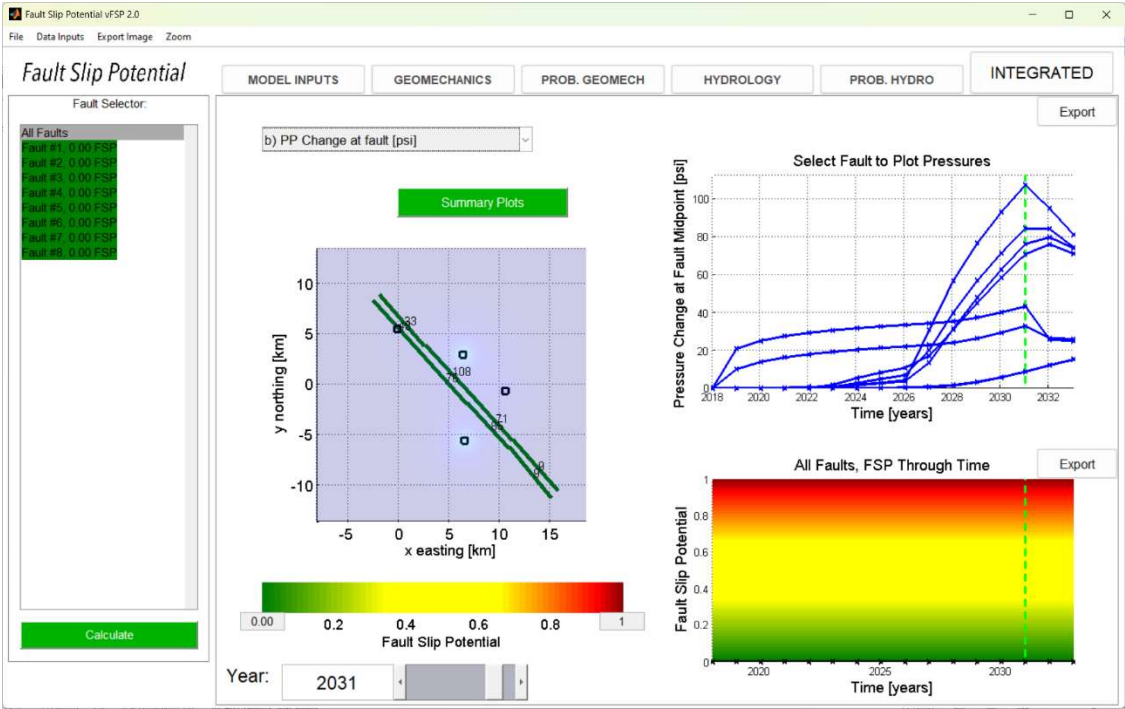 Fault Slip Potential vFSP 2.0
File Data Inputs Export Image Zoom
Fault Slip Potential
MODEL INPUTS GEOMECHANICS PROB. GEOMECH HYDROLOGY PROB. HYDRO INTEGRATED
Fault Selector:
All Faults
Fault #1, 0.00 FSP
Fault #2, 0.00 FSP
Fault #3, 0.00 FSP
Fault #4, 0.00 FSP
Fault #5, 0.00 FSP
Fault #6, 0.00 FSP
Fault #7, 0.00 FSP
Fault #8, 0.00 FSP
Calculate
b) PP Change at fault [psi]
Summary Plots
y northing [km]
10
5
0
-5
-10
33
108
76
71
85
9
9
-5 0 5 10 15
x easting [km]
0.00 0.2 0.4 0.6 0.8 1
Fault Slip Potential
Year: 2031
Export
Select Fault to Plot Pressures
Pressure Change at Fault Midpoint [psi]
100
80
60
40
20
0
2018 2020 2022 2024 2026 2028 2030 2032
Time [years]
Export
All Faults, FSP Through Time
Fault Slip Potential
1
0.8
0.6
0.4
0.2
0
2020 2025 2030
Time [years]